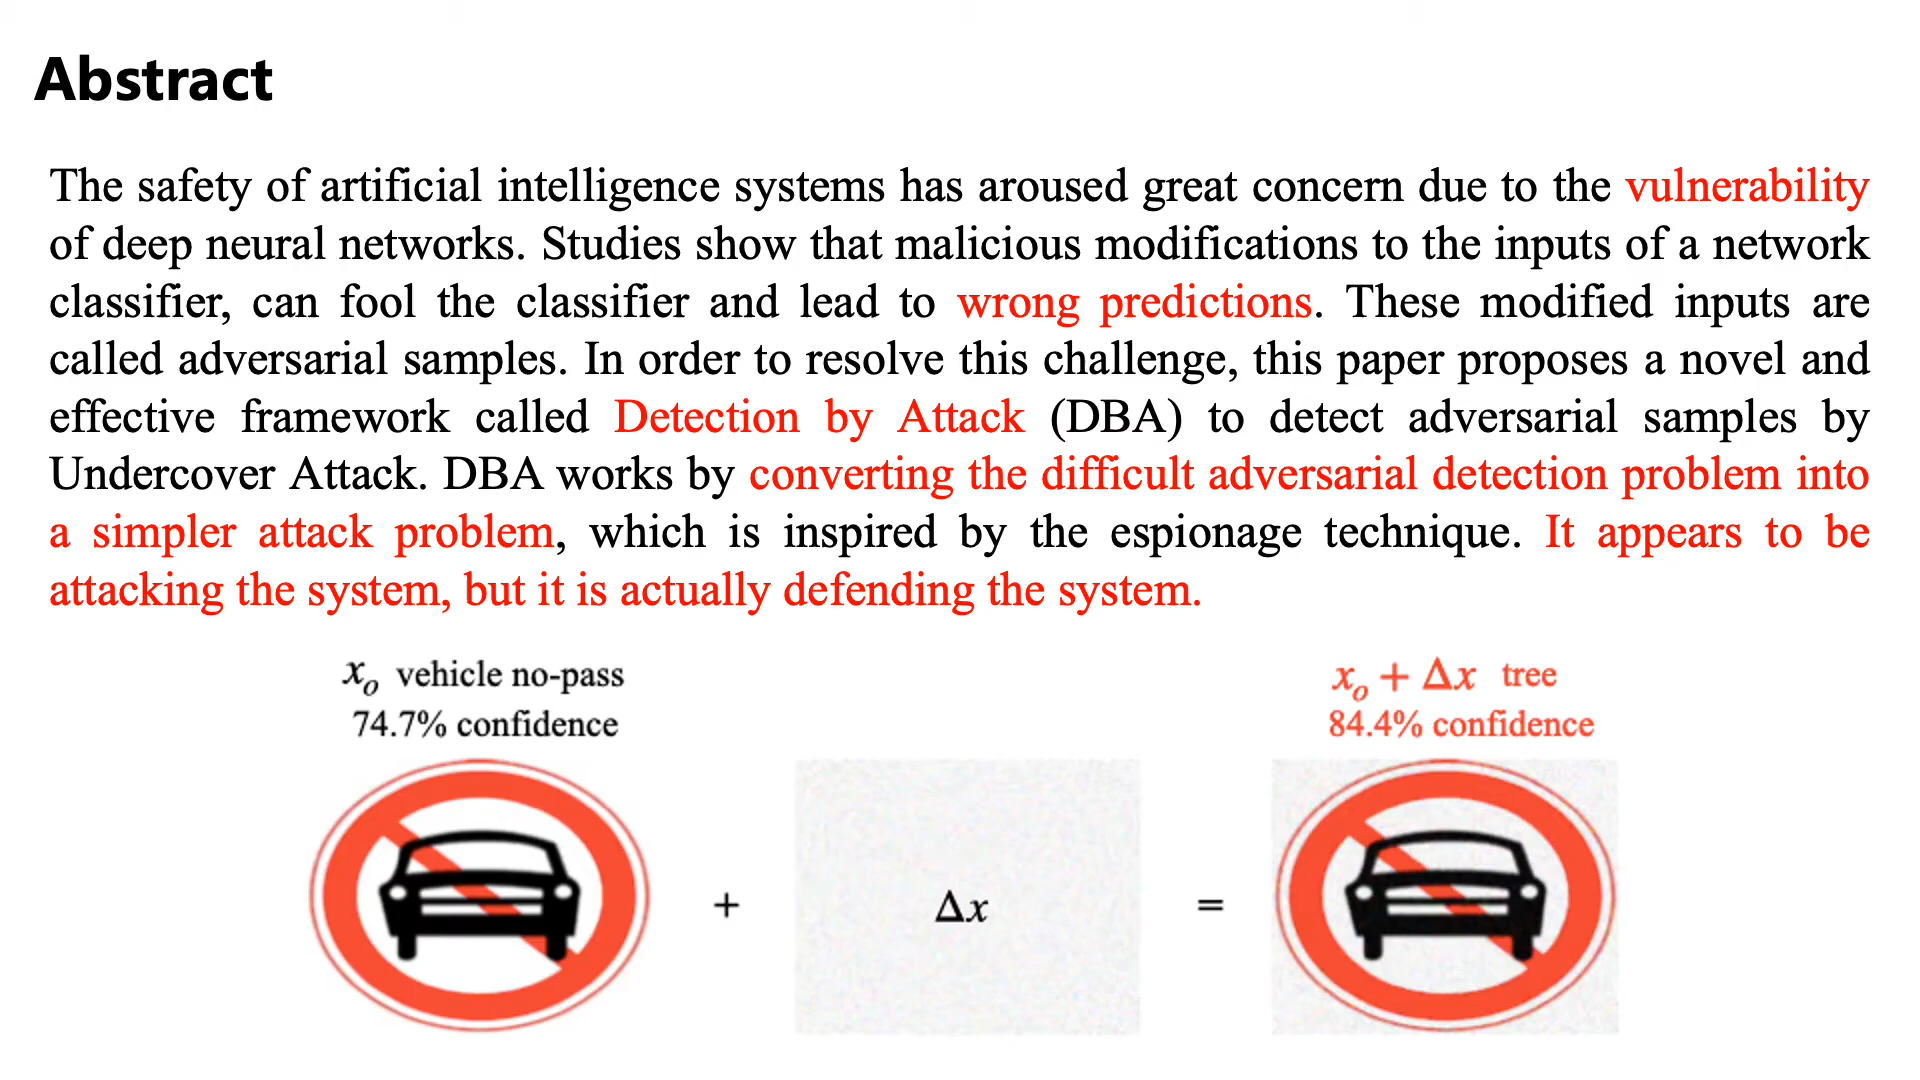 Abstract
The safety of artificial intelligence systems has aroused great concern due to the vulnerability
of deep neural networks. Studies show that malicious modifications to the inputs of a network
classifier, can fool the classifier and lead to wrong predictions. These modified inputs are
called adversarial samples. In order to resolve this challenge, this paper proposes a novel and
effective framework called Detection by Attack (DBA) to detect adversarial samples by
Undercover Attack. DBA works by converting the difficult adversarial detection problem into
a simpler attack problem, which is inspired by the espionage technique. It appears to be
attacking the system, but it is actually defending the system.
xₒ vehicle no-pass
74.7% confidence
xₒ + Δx tree
84.4% confidence
+ Δx =